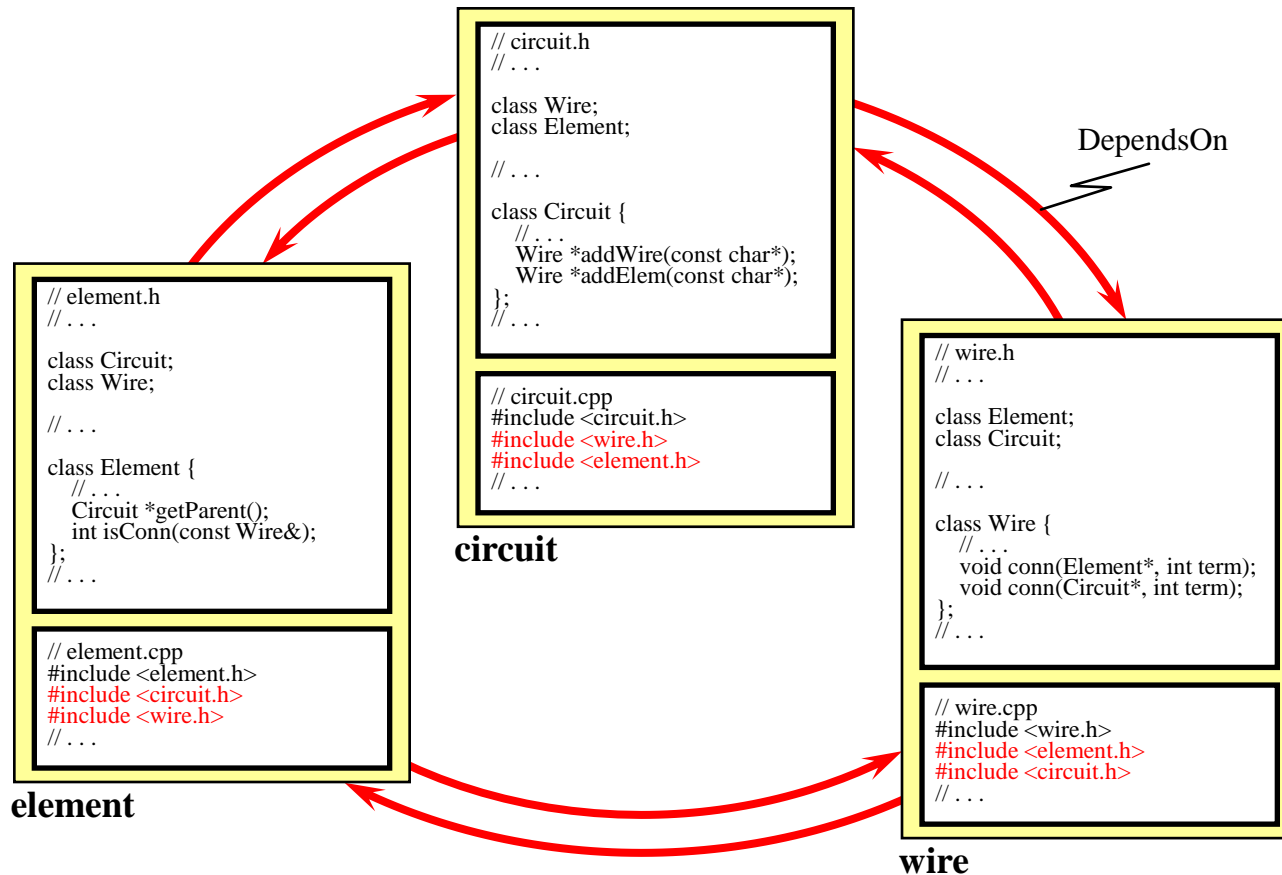 // circuit.h
// . . .
class Wire;
class Element;
// . . .
class Circuit {
// . . .
Wire *addWire(const char*);
Wire *addElem(const char*);
};
// . . .
// circuit.cpp
#include <circuit.h>
#include <wire.h>
#include <element.h>
// . . .
circuit
DependsOn
// element.h
// . . .
class Circuit;
class Wire;
// . . .
class Element {
// . . .
Circuit *getParent();
int isConn(const Wire&);
};
// . . .
// element.cpp
#include <element.h>
#include <circuit.h>
#include <wire.h>
// . . .
element
// wire.h
// . . .
class Element;
class Circuit;
// . . .
class Wire {
// . . .
void conn(Element*, int term);
void conn(Circuit*, int term);
};
// . . .
// wire.cpp
#include <wire.h>
#include <element.h>
#include <circuit.h>
// . . .
wire